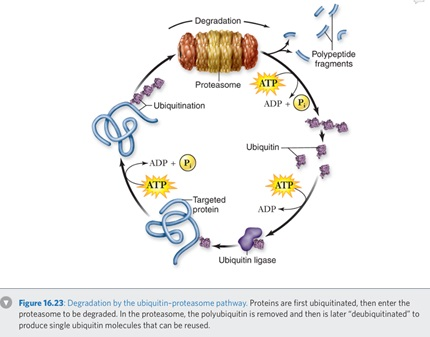 Degradation
Polypeptide
fragments
Proteasome
ATP
ADP + Pi
Ubiquitination
Ubiquitin
ADP + Pi
ATP
ATP
Targeted
protein
ADP
Ubiquitin ligase
Figure 16.23: Degradation by the ubiquitin–proteasome pathway. Proteins are first ubiquitinated, then enter the
proteasome to be degraded. In the proteasome, the polyubiquitin is removed and then is later “deubiquitinated” to
produce single ubiquitin molecules that can be reused.